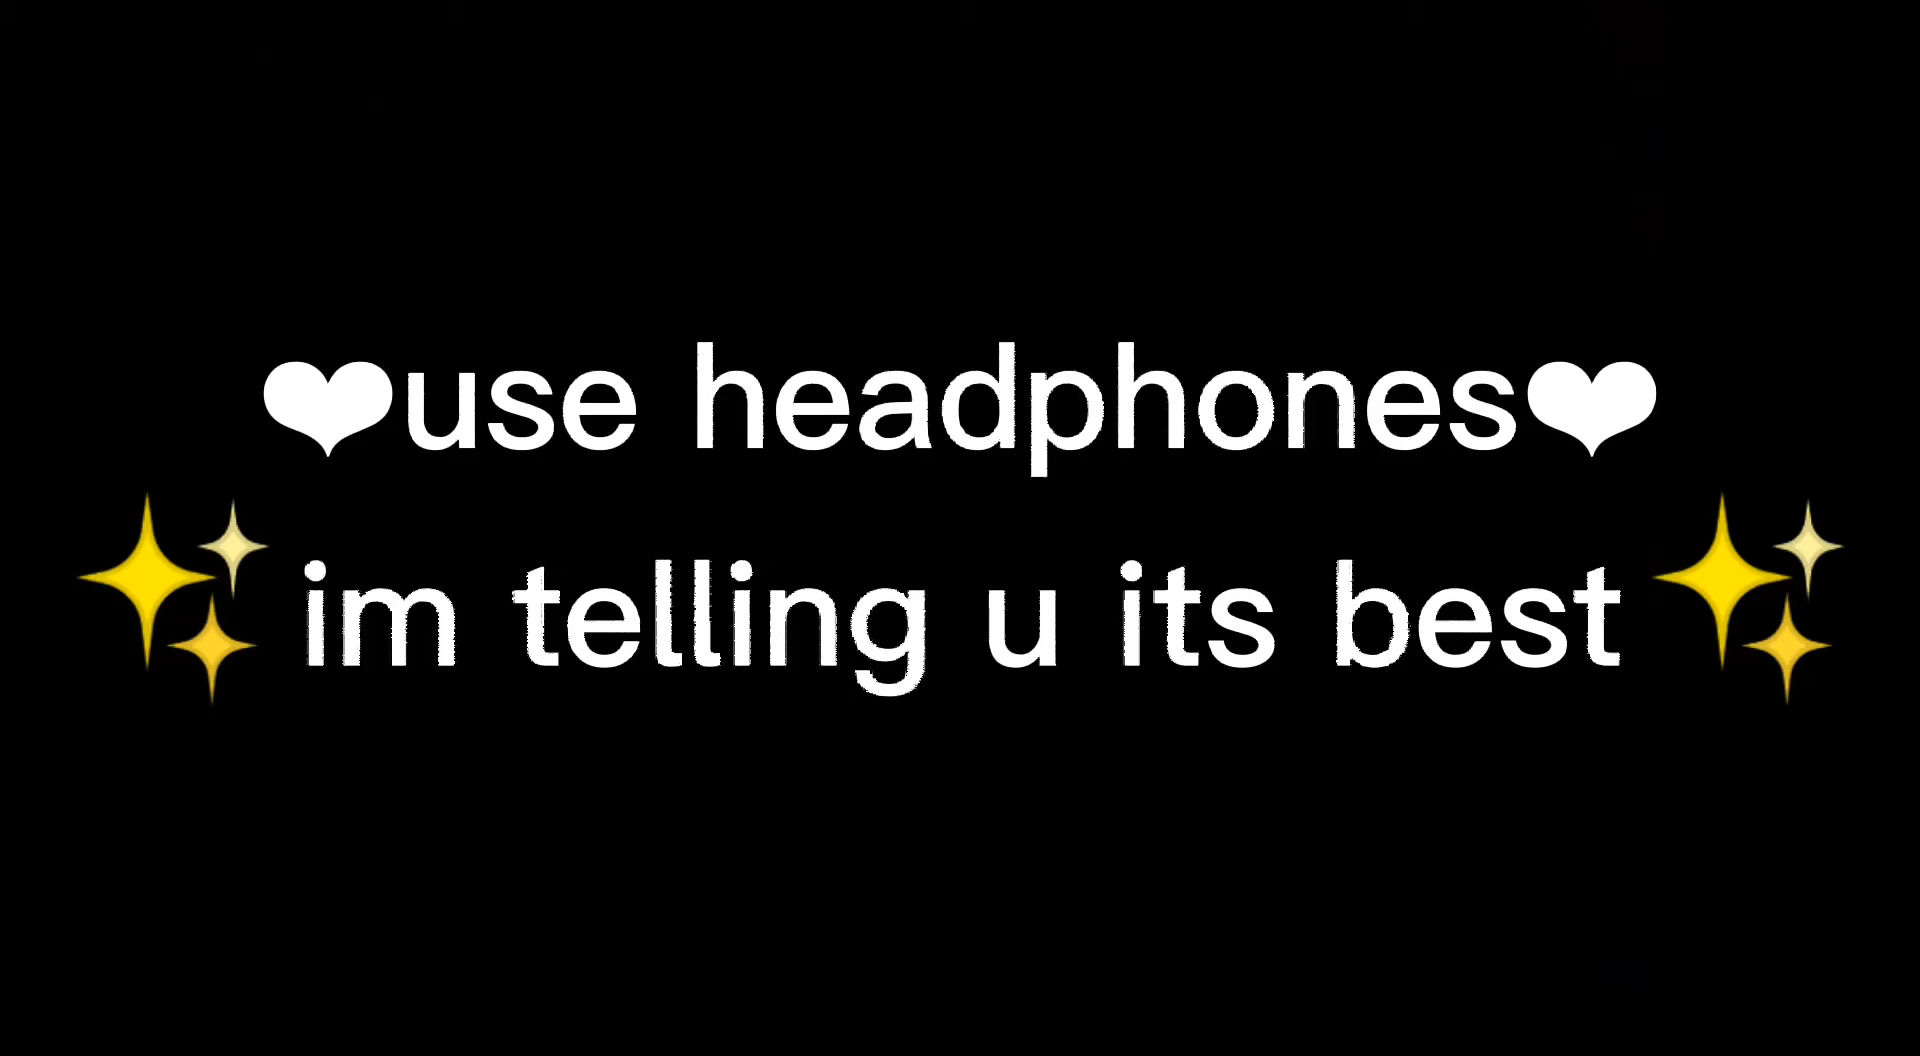 ❤use headphones❤
✨ im telling u its best ✨